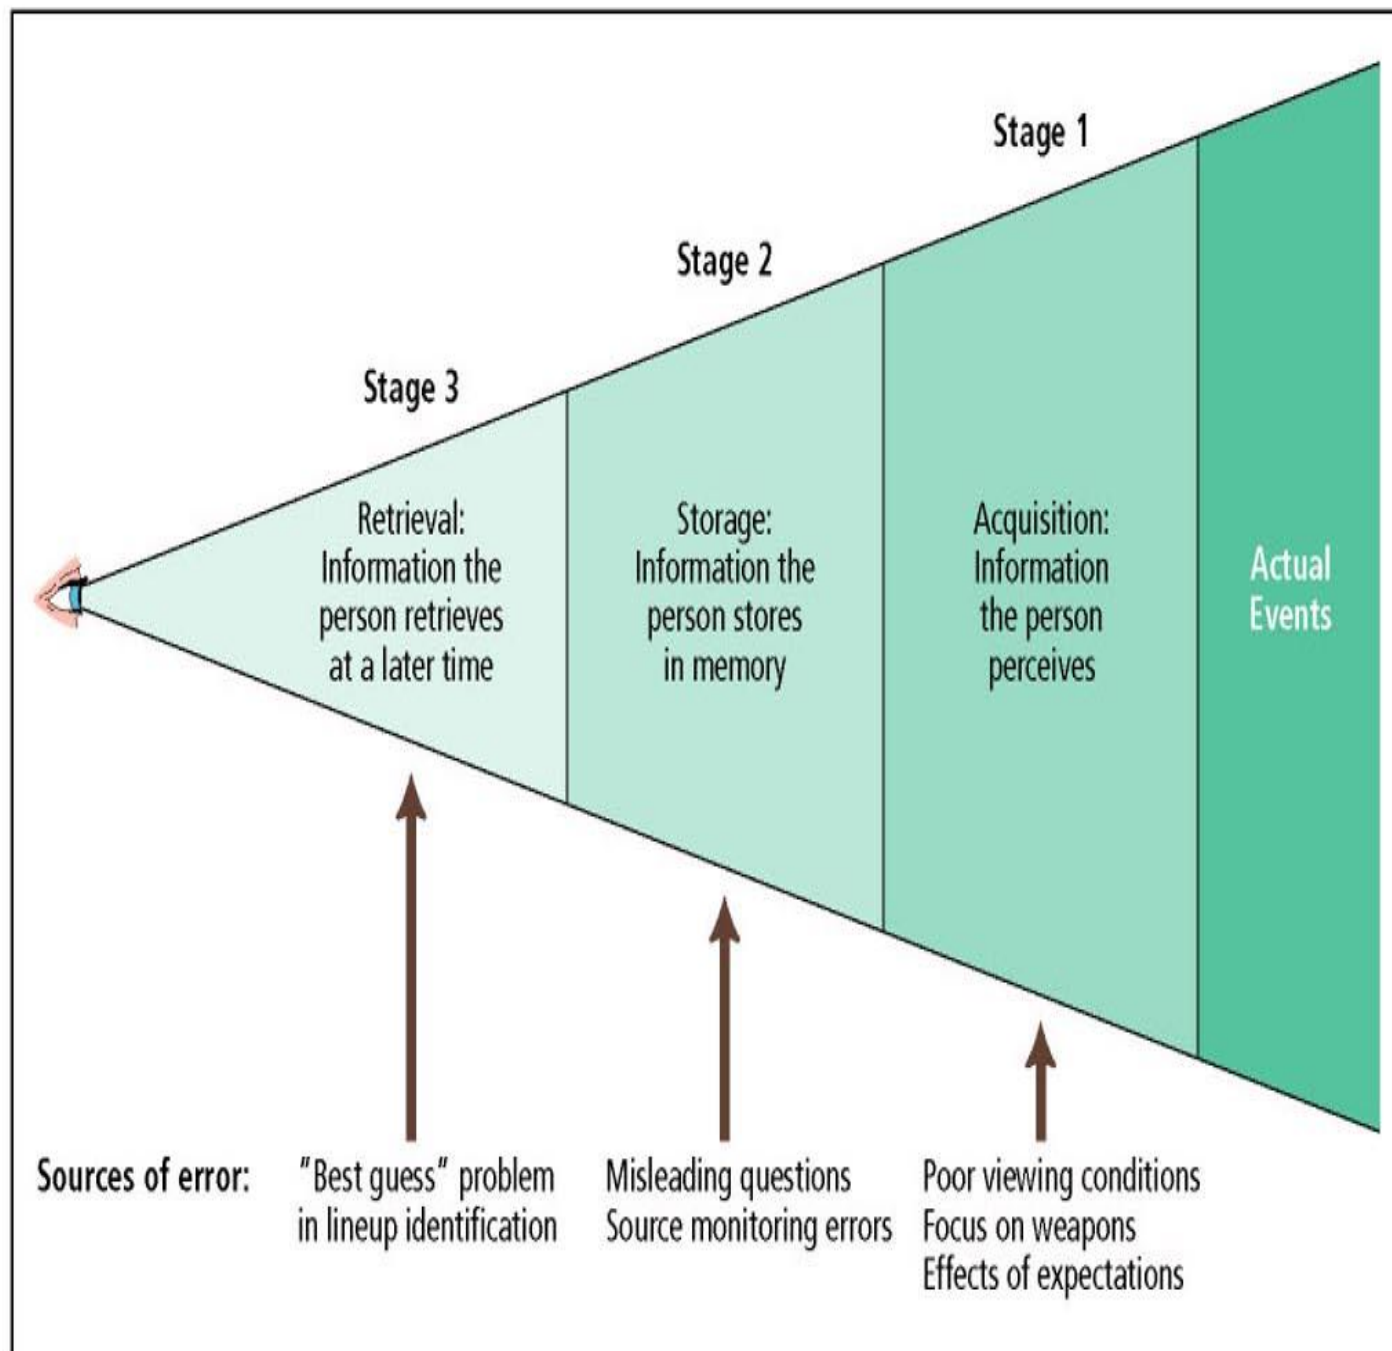 Stage 1
Stage 2
Stage 3
Retrieval:
Information the
person retrieves
at a later time
Storage:
Information the
person stores
in memory
Acquisition:
Information
the person
perceives
Actual
Events
Sources of error:
"Best guess" problem
in lineup identification
Misleading questions
Source monitoring errors
Poor viewing conditions
Focus on weapons
Effects of expectations